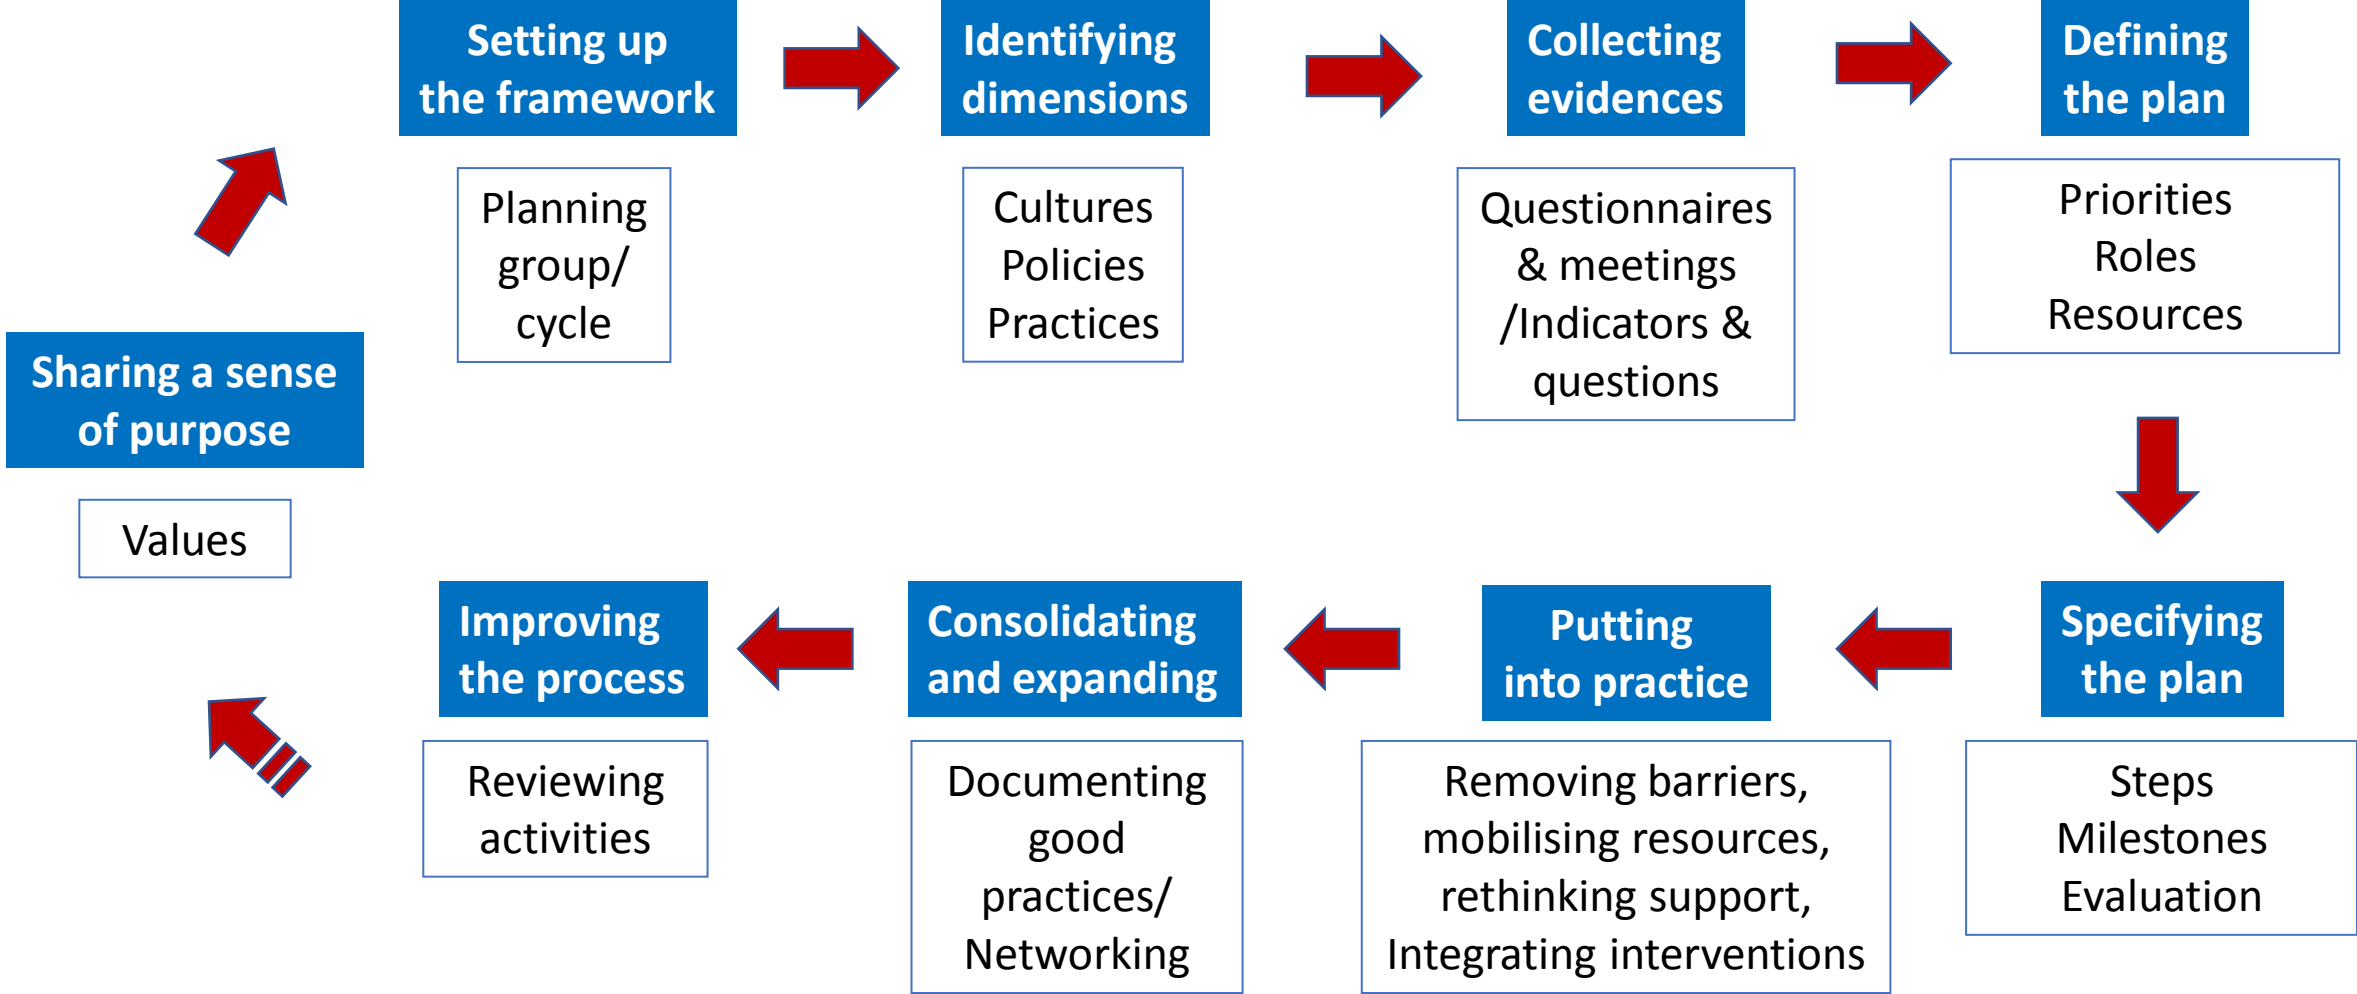 Sharing a sense
of purpose
Values
Setting up
the framework
Planning
group/
cycle
Identifying
dimensions
Cultures
Policies
Practices
Collecting
evidences
Questionnaires
& meetings
/Indicators &
questions
Defining
the plan
Priorities
Roles
Resources
Specifying
the plan
Steps
Milestones
Evaluation
Putting
into practice
Removing barriers,
mobilising resources,
rethinking support,
Integrating interventions
Consolidating
and expanding
Documenting
good
practices/
Networking
Improving
the process
Reviewing
activities